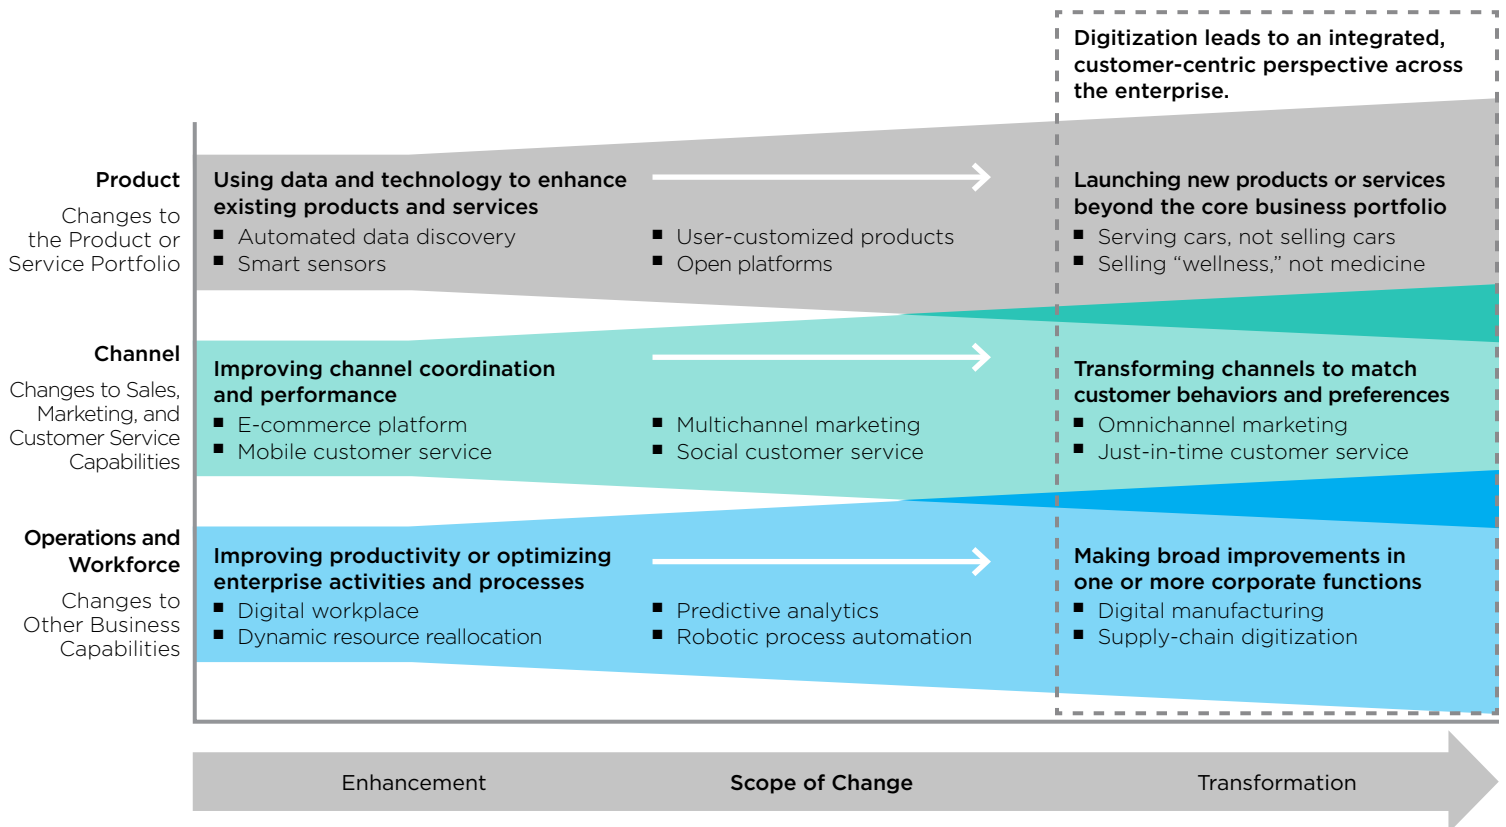 Digitization leads to an integrated,
customer-centric perspective across
the enterprise.
Product
Changes to
the Product or
Service Portfolio
Using data and technology to enhance
existing products and services
■ Automated data discovery
■ Smart sensors
■ User-customized products
■ Open platforms
Launching new products or services
beyond the core business portfolio
■ Serving cars, not selling cars
■ Selling “wellness,” not medicine
Channel
Changes to Sales,
Marketing, and
Customer Service
Capabilities
Improving channel coordination
and performance
■ E-commerce platform
■ Mobile customer service
■ Multichannel marketing
■ Social customer service
Transforming channels to match
customer behaviors and preferences
■ Omnichannel marketing
■ Just-in-time customer service
Operations and
Workforce
Changes to
Other Business
Capabilities
Improving productivity or optimizing
enterprise activities and processes
■ Digital workplace
■ Dynamic resource reallocation
■ Predictive analytics
■ Robotic process automation
Making broad improvements in
one or more corporate functions
■ Digital manufacturing
■ Supply-chain digitization
Enhancement
Scope of Change
Transformation